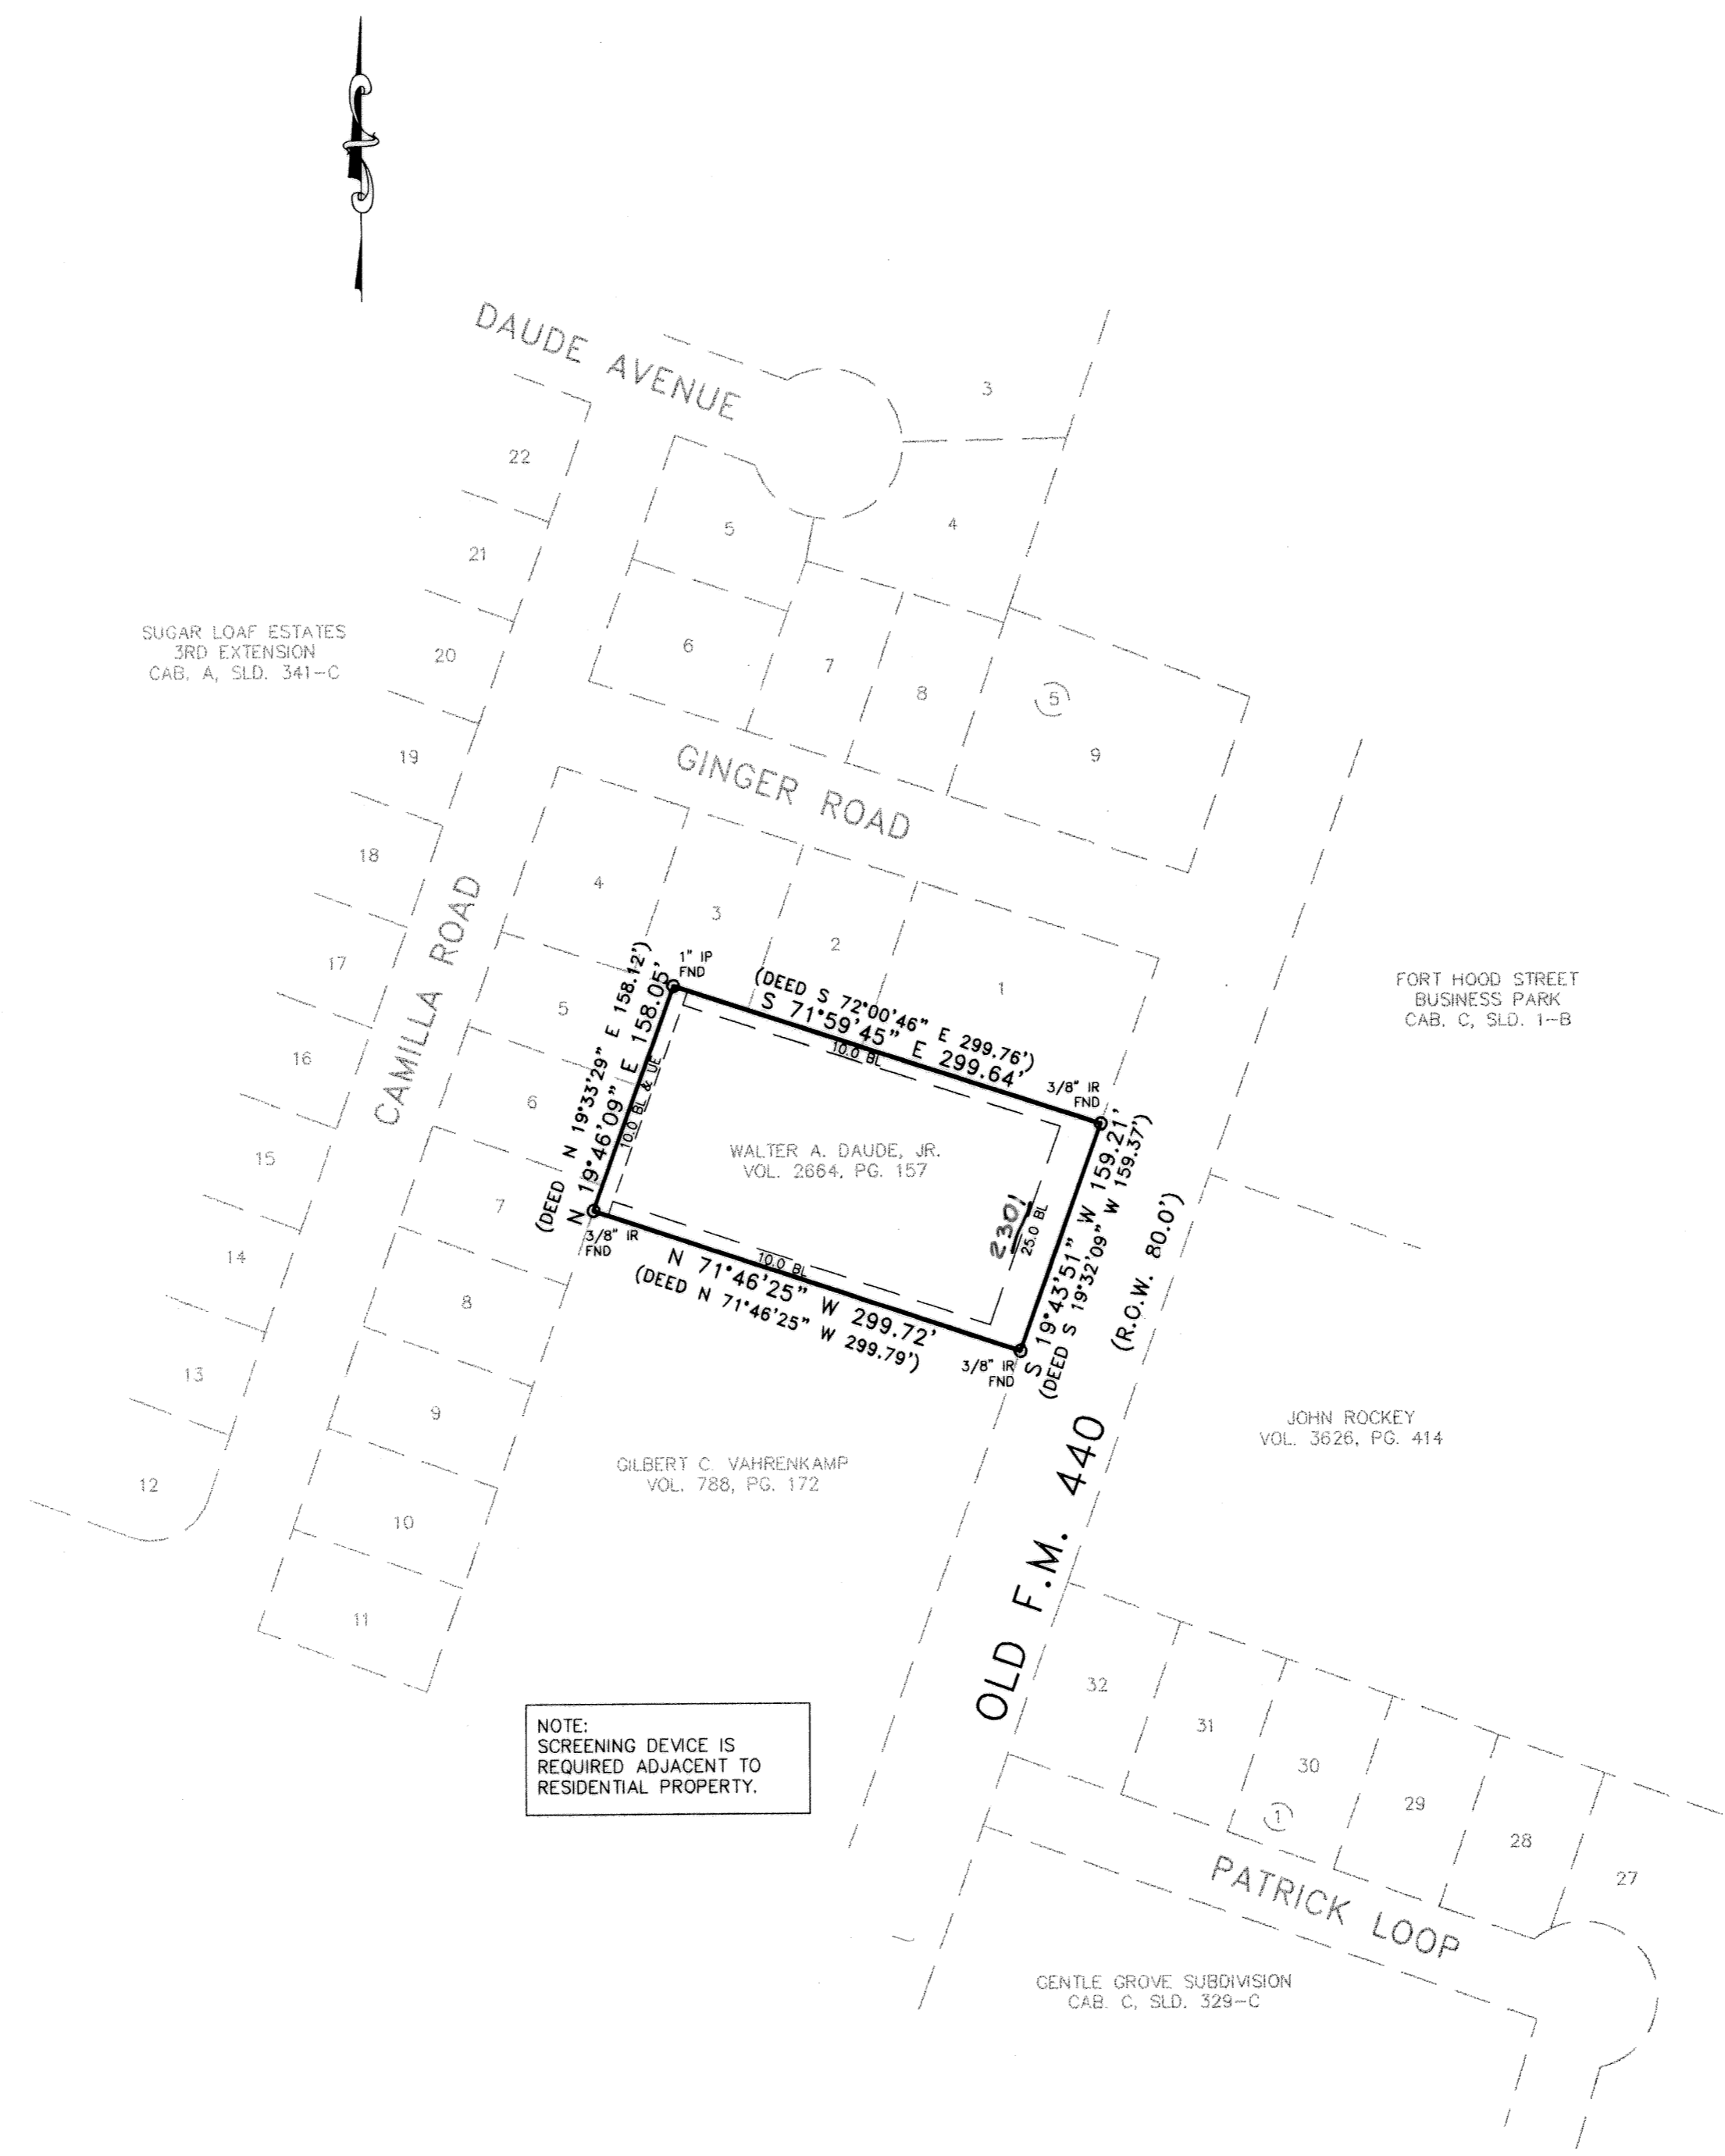 DAUDE AVENUE
3
22
5
4
21
SUGAR LOAF ESTATES
3RD EXTENSION
CAB. A, SLD. 341-C
20
6
7
8
5
9
19
GINGER ROAD
18
4
3
2
1
17
CAMILLA ROAD
5
1" IP
FND
(DEED S 72°00'46" E 299.76')
S 71°59'45" E 299.64'
10.0 BL
FORT HOOD STREET
BUSINESS PARK
CAB. C, SLD. 1-B
16
(DEED N 19°33'29" E 158.12')
N 19°46'09" E 158.05'
10.0 BL & UE
3/8" IR
FND
6
WALTER A. DAUDE, JR.
VOL. 2664, PG. 157
15
7
2301
25.0 BL
S 19°43'51" W 159.21'
(DEED S 19°32'09" W 159.37')
(R.O.W. 80.0')
3/8" IR
FND
10.0 BL
N 71°46'25" W 299.72'
(DEED N 71°46'25" W 299.79')
14
8
3/8" IR
FND
13
9
JOHN ROCKEY
VOL. 3626, PG. 414
GILBERT C. VAHRENKAMP
VOL. 788, PG. 172
12
10
OLD F.M. 440
11
32
31
30
29
28
27
1
NOTE:
SCREENING DEVICE IS
REQUIRED ADJACENT TO
RESIDENTIAL PROPERTY.
PATRICK LOOP
GENTLE GROVE SUBDIVISION
CAB. C, SLD. 329-C